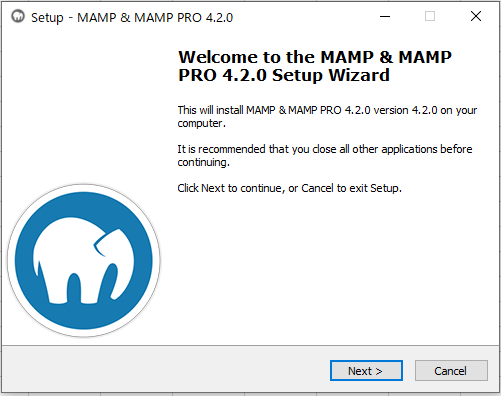 Setup - MAMP & MAMP PRO 4.2.0
Welcome to the MAMP & MAMP
PRO 4.2.0 Setup Wizard
This will install MAMP & MAMP PRO 4.2.0 version 4.2.0 on your
computer.
It is recommended that you close all other applications before
continuing.
Click Next to continue, or Cancel to exit Setup.
Next >
Cancel